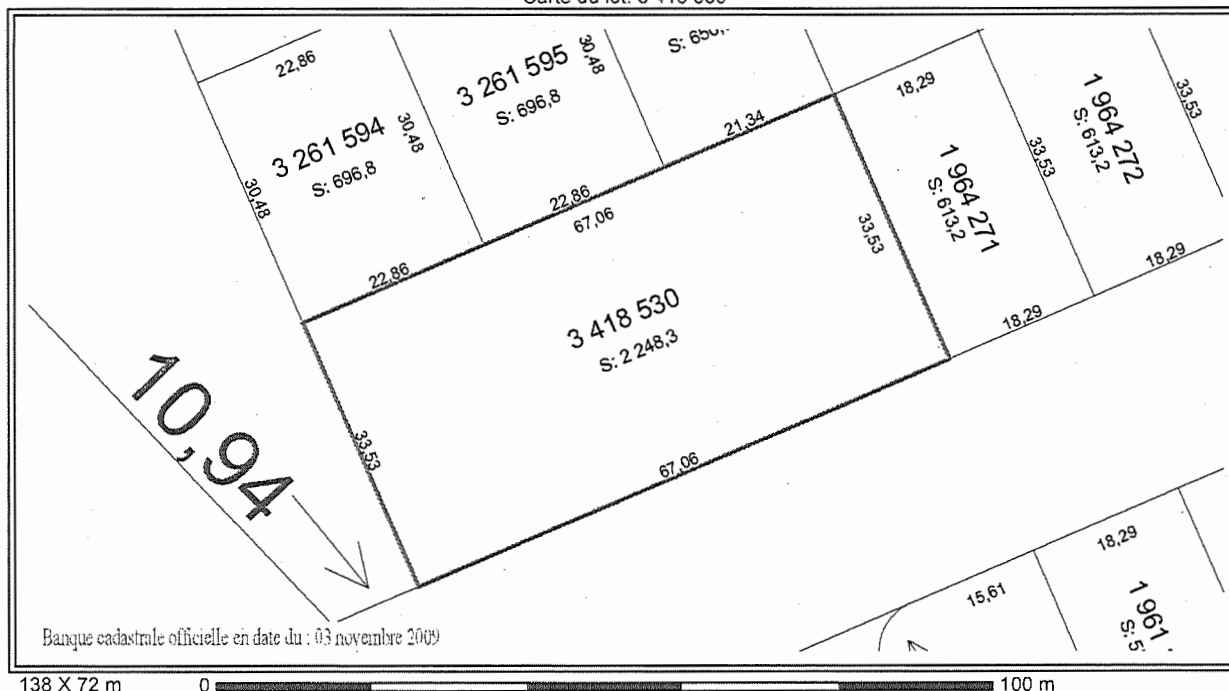 22,86
3 261 594
S: 696,8
30,48
30,48
3 261 595
S: 696,8
30,48
22,86
22,86
21,34
67,06
18,29
1 964 271
S: 613,2
33,53
1 964 272
S: 613,2
33,53
18,29
18,29
33,53
3 418 530
S: 2 248,3
33,53
67,06
10,94
15,61
18,29
1 961
Banque cadastrale officielle en date du : 03 novembre 2009
138 X 72 m
0
100 m